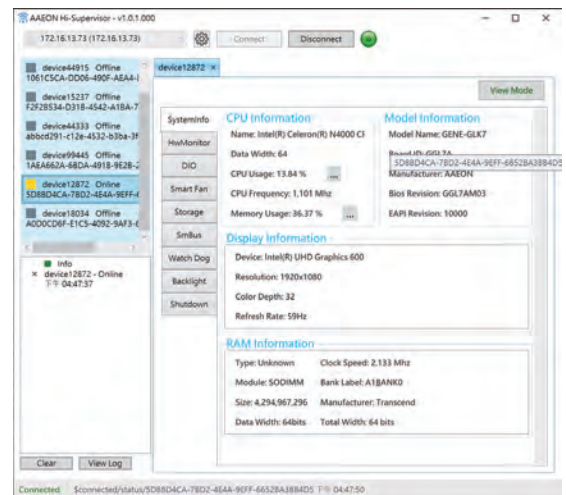 AAEON Hi-Supervisor - v1.0.1.000
172.16.13.73 (172.16.13.73)
Connect
Disconnect
device44915 Offline
1061C5CA-DD06-490F-AEA4-
device15237 Offline
F2F28534-D318-4542-A18A-7
device44333 Offline
abbcd291-c12e-4532-b3ba-3f
device99445 Offline
1AEA662A-68DA-4918-9E28-2
device12872 Online
5D88D4CA-7BD2-4E4A-9EFF-
device18034 Offline
A0D0CD6F-E1C5-4092-9AF3-
Info
× device12872 - Online
下午 04:47:37
Clear
View Log
device12872 ×
View Mode
SystemInfo
HwMonitor
DIO
Smart Fan
Storage
SmBus
Watch Dog
Backlight
Shutdown
CPU Information
Name: Intel(R) Celeron(R) N4000 CI
Data Width: 64
CPU Usage: 13.84 %
...
CPU Frequency: 1,101 Mhz
Memory Usage: 36.37 %
...
Model Information
Model Name: GENE-GLK7
5D88D4CA-7BD2-4E4A-9EFF-6652BA3884D5
Manufacturer: AAEON
Bios Revision: GGL7AM03
EAPI Revision: 10000
Display Information
Device: Intel(R) UHD Graphics 600
Resolution: 1920x1080
Color Depth: 32
Refresh Rate: 59Hz
RAM Information
Type: Unknown Clock Speed: 2,133 Mhz
Module: SODIMM Bank Label: A1ßANK0
Size: 4,294,967,296 Manufacturer: Transcend
Data Width: 64bits Total Width: 64 bits
Connected $connected/status/5D88D4CA-7BD2-4E4A-9EFF-6652BA3884D5 下午 04:47:50